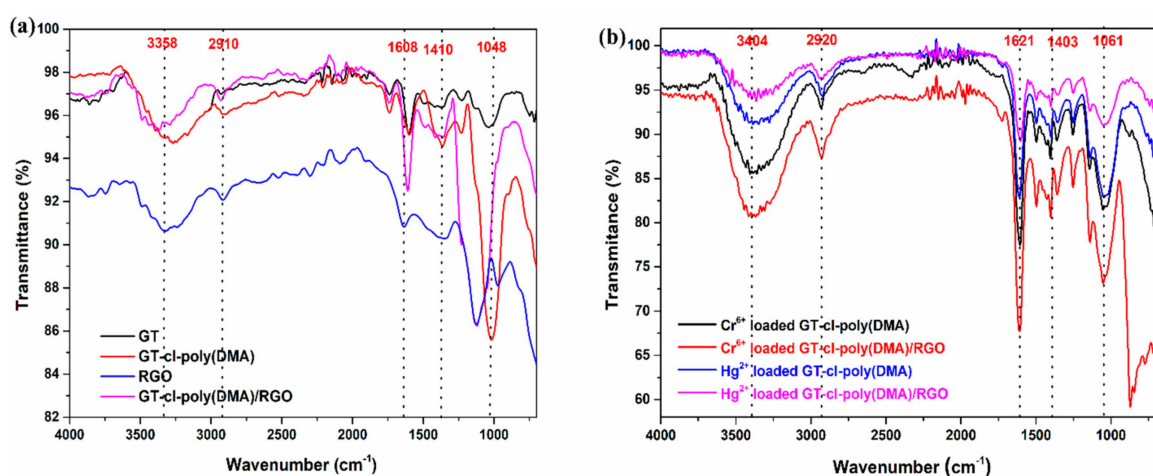 (a)
100
98
96
94
92
90
88
86
84
82
Transmittance (%)
3358 2910 1608 1410 1048
GT
GT-cl-poly(DMA)
RGO
GT-cl-poly(DMA)/RGO
4000 3500 3000 2500 2000 1500 1000
Wavenumber (cm⁻¹)
(b)
100
95
90
85
80
75
70
65
60
Transmittance (%)
3404 2920 1621 1403 1061
Cr⁶⁺ loaded GT-cl-poly(DMA)
Cr⁶⁺ loaded GT-cl-poly(DMA)/RGO
Hg²⁺ loaded GT-cl-poly(DMA)
Hg²⁺ loaded GT-cl-poly(DMA)/RGO
4000 3500 3000 2500 2000 1500 1000
Wavenumber (cm⁻¹)